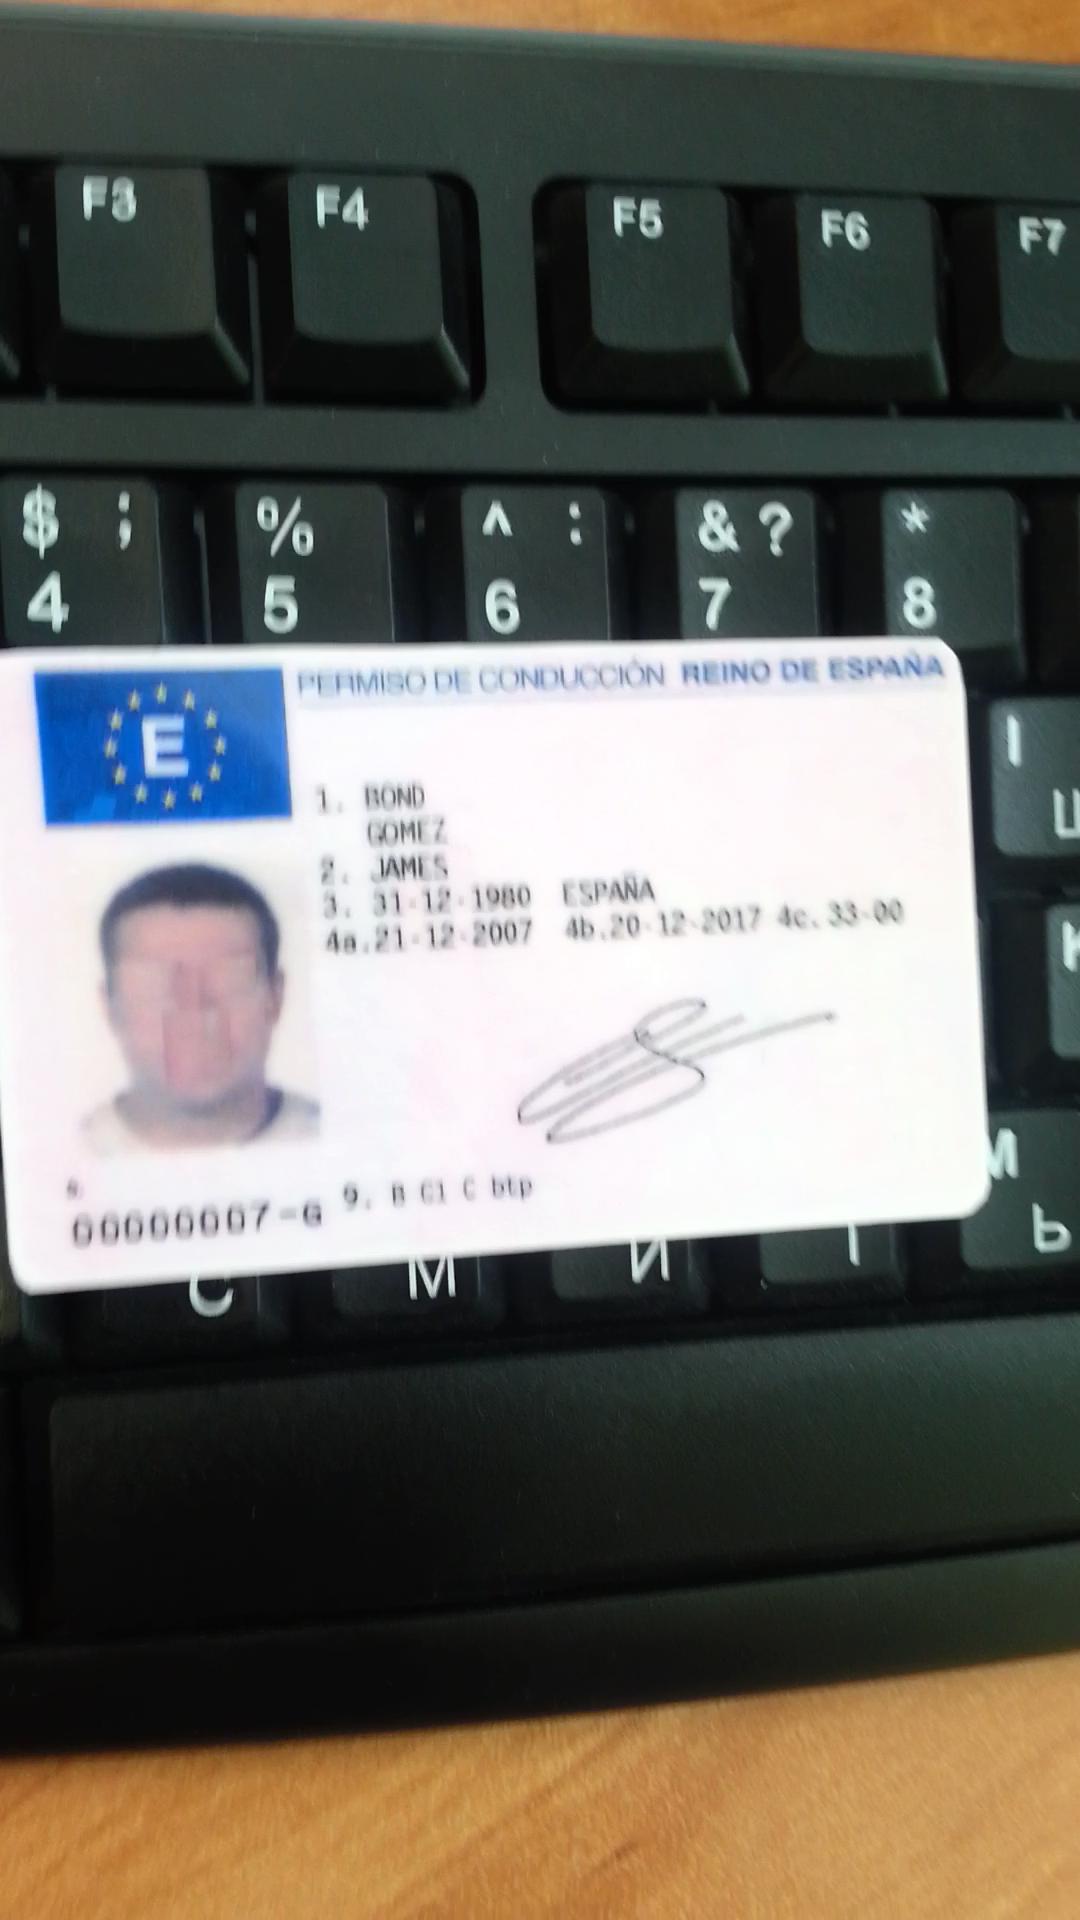 F3 F4 F5 F6 F7
$ ; % ^ : & ? *
4 5 6 7 8
E
PERMISO DE CONDUCCIÓN REINO DE ESPAÑA
1. BOND
GOMEZ
2. JAMES
3. 31-12-1980 ESPAÑA
4a.21-12-2007 4b.20-12-2017 4c.33-00
9. B C1 C btp
00000007-G
М
Ь
С М И І